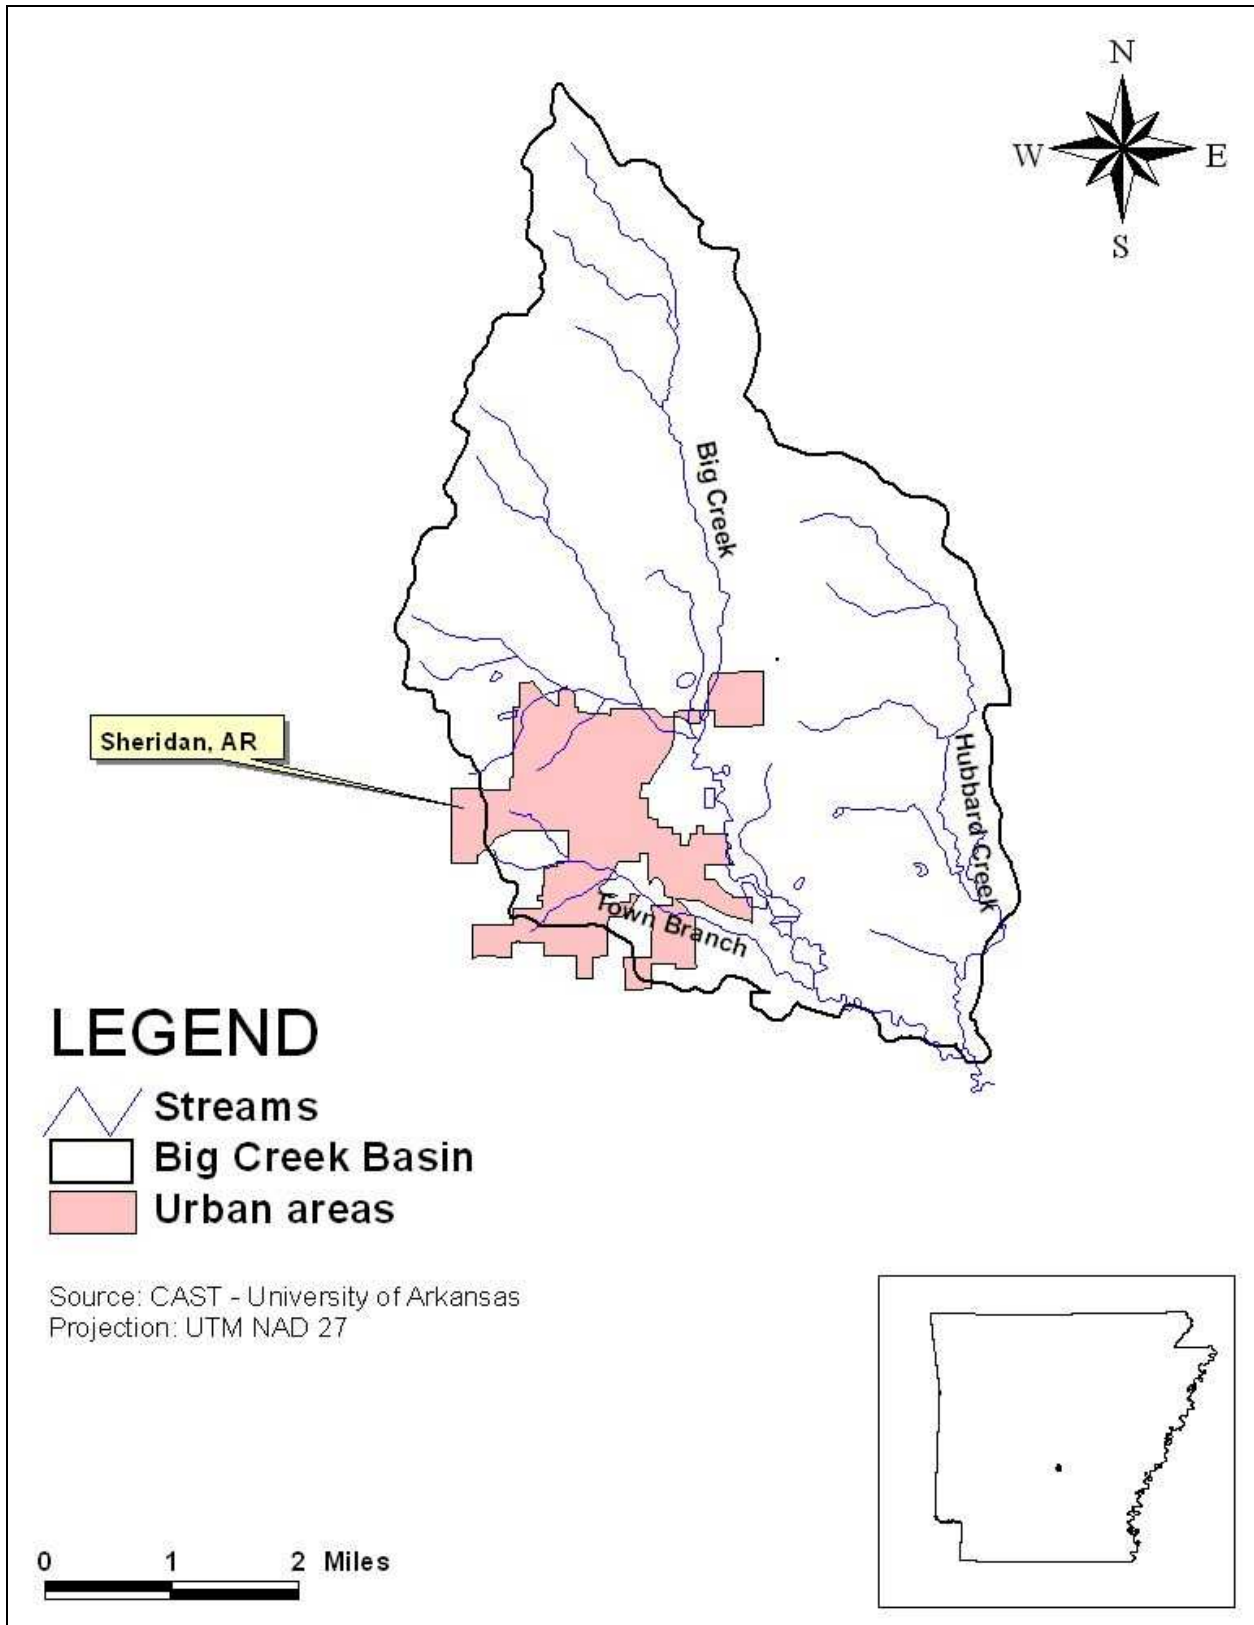 N
W E
S
Big Creek
Hubbard Creek
Sheridan, AR
Town Branch
LEGEND
Streams
Big Creek Basin
Urban areas
Source: CAST - University of Arkansas
Projection: UTM NAD 27
0 1 2 Miles